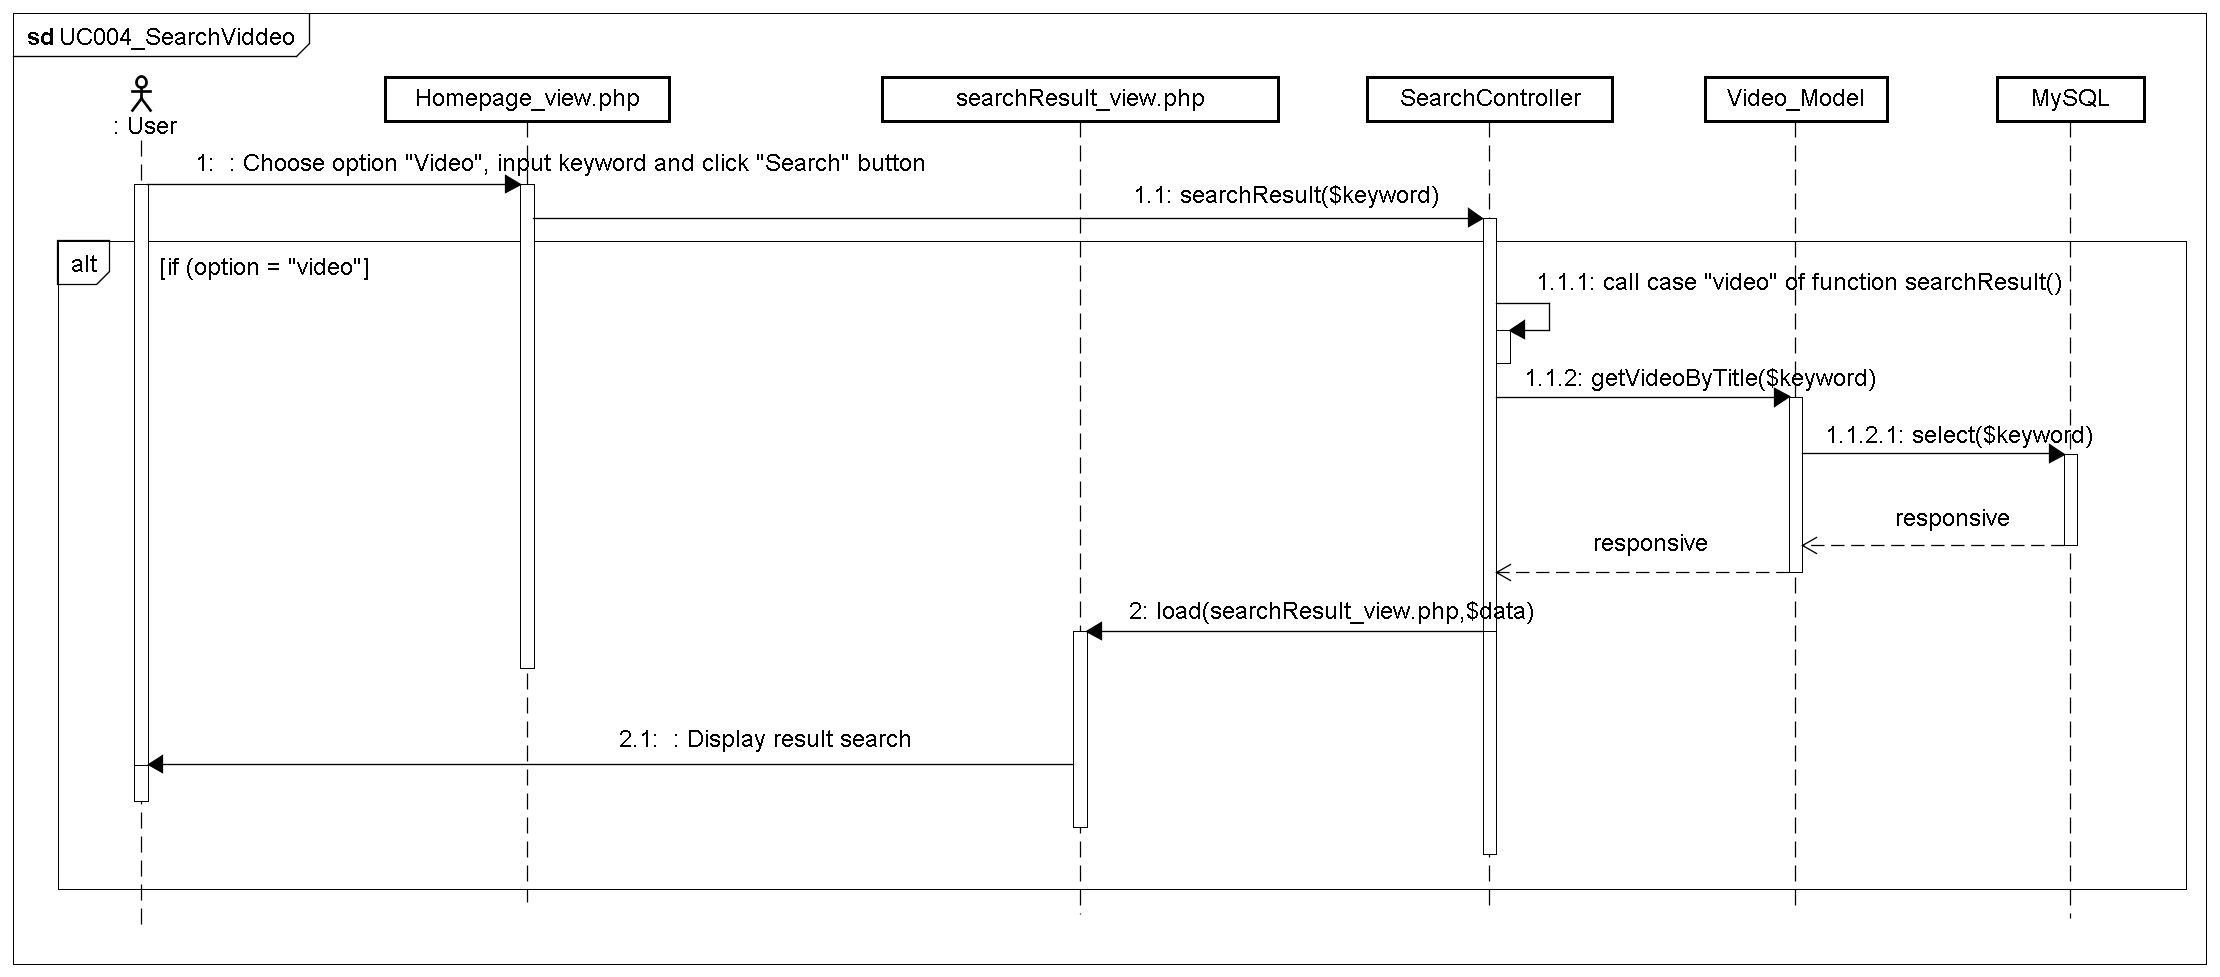 sd UC004_SearchViddeo
: User
Homepage_view.php
searchResult_view.php
SearchController
Video_Model
MySQL
1:  : Choose option "Video", input keyword and click "Search" button
1.1: searchResult($keyword)
alt
[if (option = "video"]
1.1.1: call case "video" of function searchResult()
1.1.2: getVideoByTitle($keyword)
1.1.2.1: select($keyword)
responsive
responsive
2: load(searchResult_view.php,$data)
2.1:  : Display result search